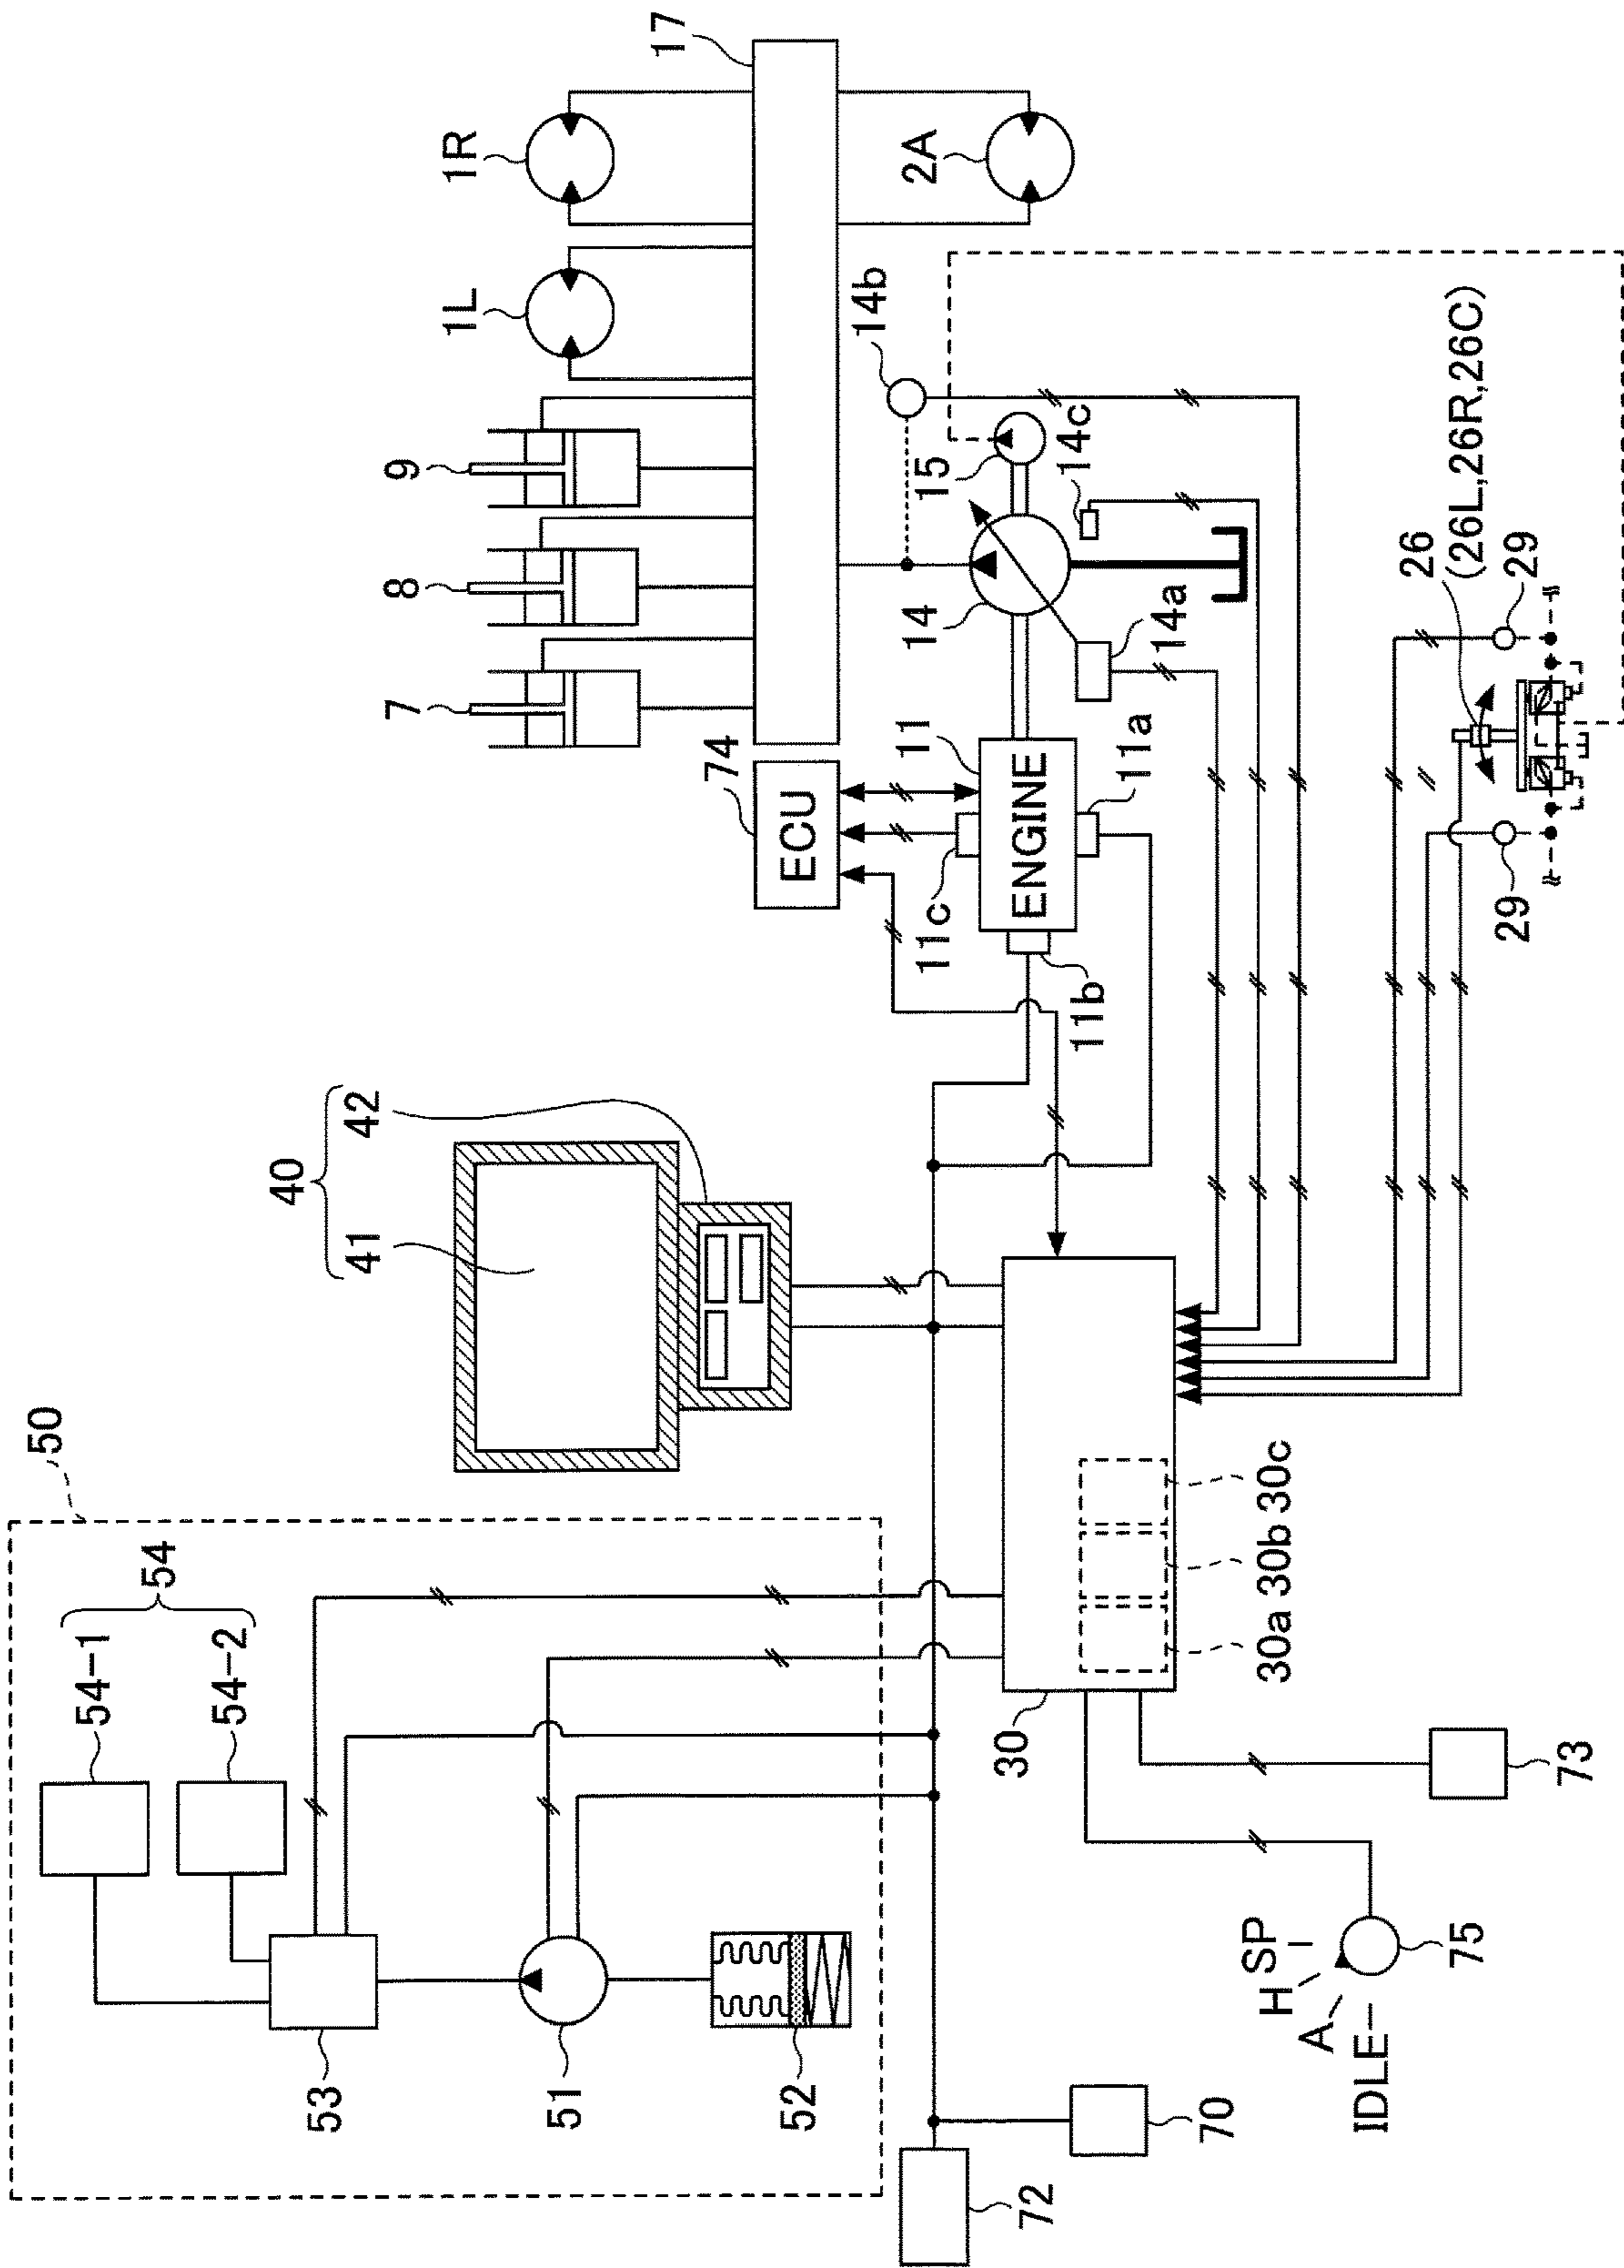 50
54
54-1
54-2
53
51
52
72
70
40
41
42
7
8
9
1L
1R
17
74
ECU
11c
11
ENGINE
11a
11b
14
14a
14b
14c
15
2A
30
30a
30b
30c
73
75
SP
H
A
IDLE
26
(26L,26R,26C)
29
29